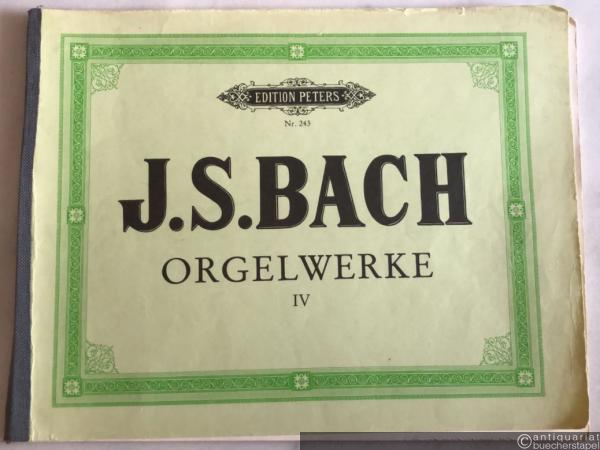 EDITION PETERS
Nr. 243
J.S.BACH
ORGELWERKE
IV
antiquariat
buecherstapel